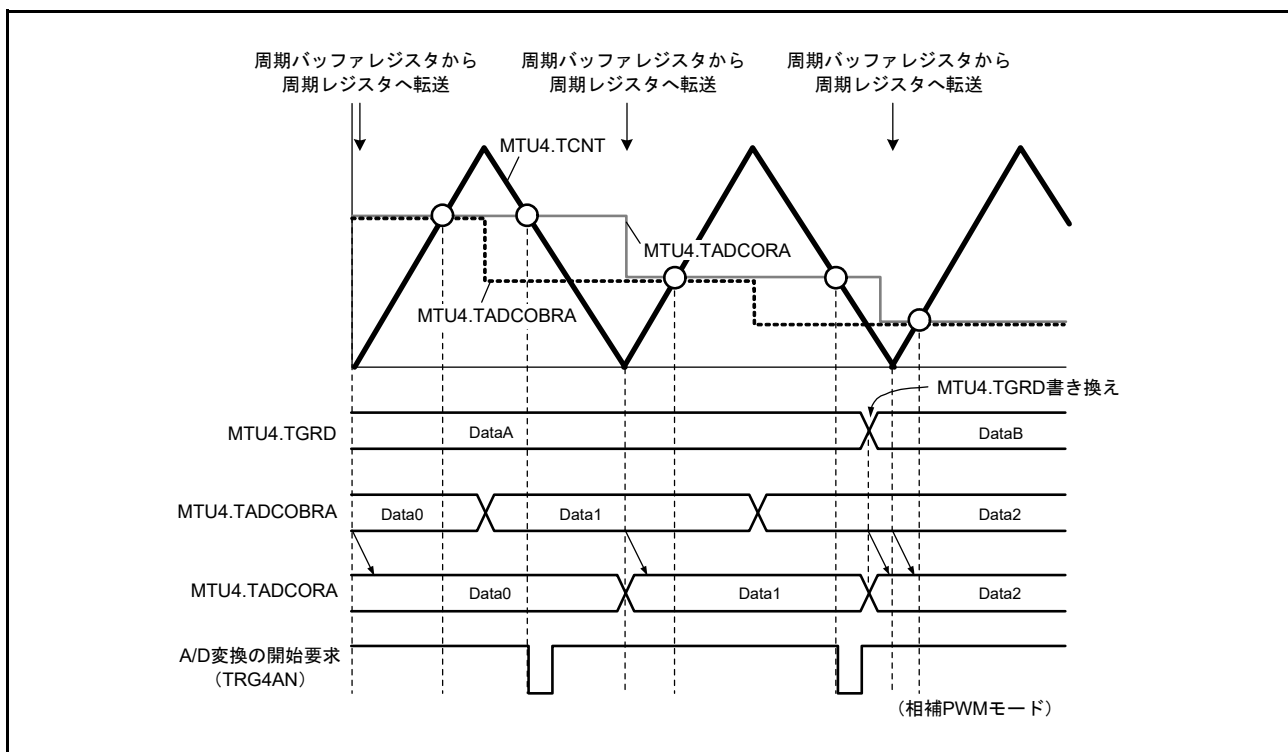 周期バッファレジスタから
周期レジスタへ転送
周期バッファレジスタから
周期レジスタへ転送
周期バッファレジスタから
周期レジスタへ転送
MTU4.TCNT
MTU4.TADCORA
MTU4.TADCOBRA
MTU4.TGRD書き換え
MTU4.TGRD
DataA
DataB
MTU4.TADCOBRA
Data0
Data1
Data2
MTU4.TADCORA
Data0
Data1
Data2
A/D変換の開始要求
（TRG4AN）
（相補PWMモード）